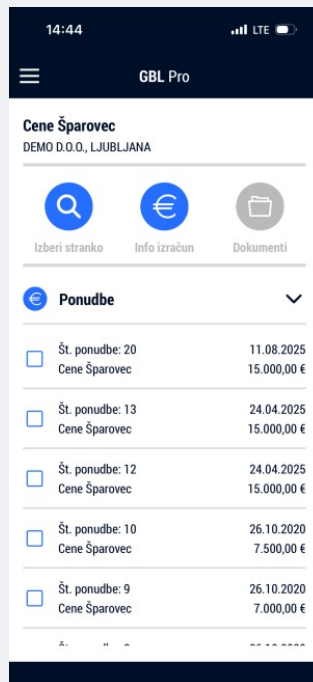 14:44 LTE
GBL Pro
Cene Šparovec
DEMO D.O.O., LJUBLJANA
Izberi stranko Info izračun Dokumenti
Ponudbe
Št. ponudbe: 20 11.08.2025
Cene Šparovec 15.000,00 €
Št. ponudbe: 13 24.04.2025
Cene Šparovec 15.000,00 €
Št. ponudbe: 12 24.04.2025
Cene Šparovec 15.000,00 €
Št. ponudbe: 10 26.10.2020
Cene Šparovec 7.500,00 €
Št. ponudbe: 9 26.10.2020
Cene Šparovec 7.000,00 €